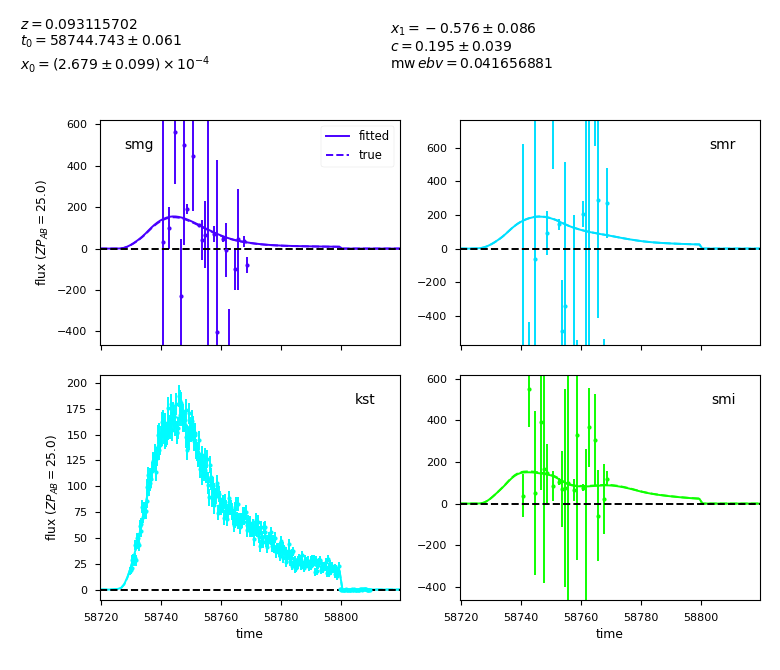 z = 0.093115702
t₀ = 58744.743 ± 0.061
x₀ = (2.679 ± 0.099) × 10⁻⁴
x₁ = −0.576 ± 0.086
c = 0.195 ± 0.039
mw ebv = 0.041656881
600
400
200
0
−200
−400
flux (ZP_AB = 25.0)
smg
fitted
true
600
400
200
0
−200
−400
smr
200
175
150
125
100
75
50
25
0
flux (ZP_AB = 25.0)
kst
58720
58740
58760
58780
58800
time
600
400
200
0
−200
−400
smi
58720
58740
58760
58780
58800
time